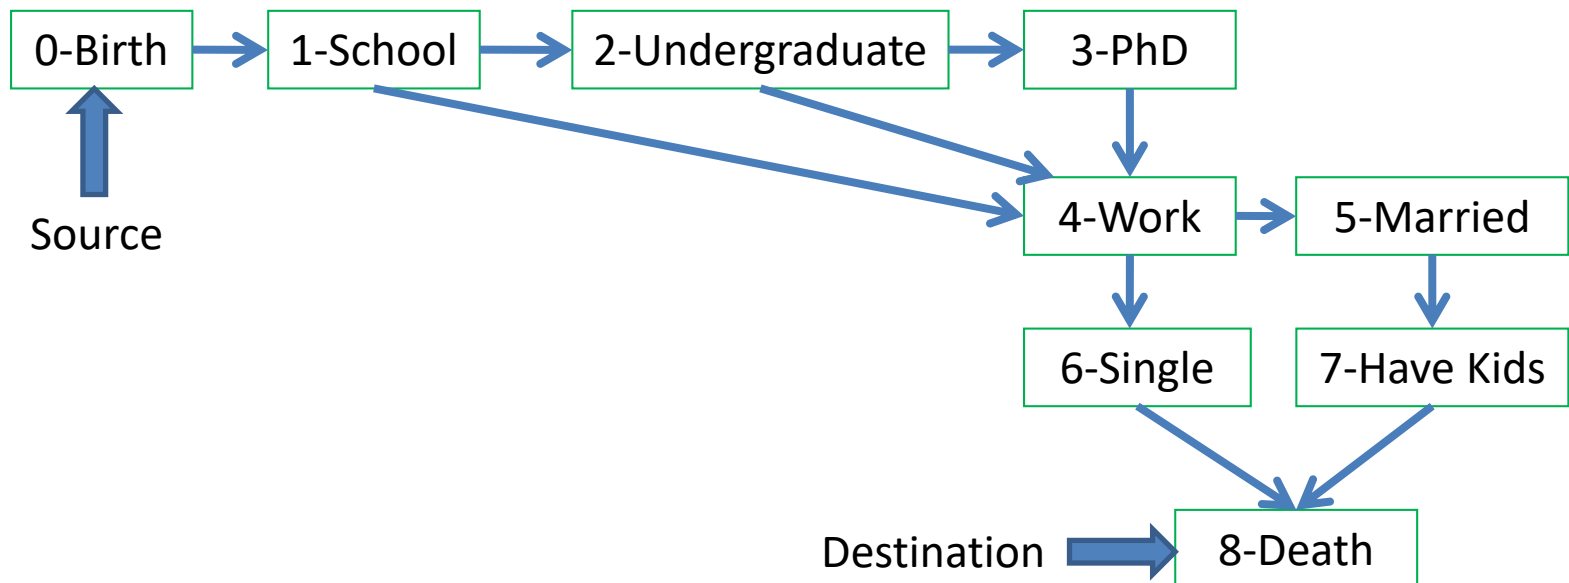 0-Birth
1-School
2-Undergraduate
3-PhD
Source
4-Work
5-Married
6-Single
7-Have Kids
Destination
8-Death